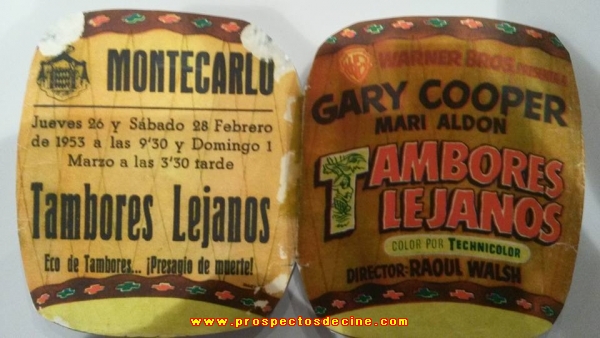 MONTECARLO
Jueves 26 y Sábado 28 Febrero
de 1953 a las 9'30 y Domingo 1
Marzo a las 3'30 tarde
Tambores Lejanos
Eco de Tambores... ¡Presagio de muerte!
WB
WARNER BROS.
GARY COOPER
MARI ALDON
TAMBORES
LEJANOS
COLOR POR TECHNICOLOR
DIRECTOR: RAOUL WALSH
www.prospectosdecine.com